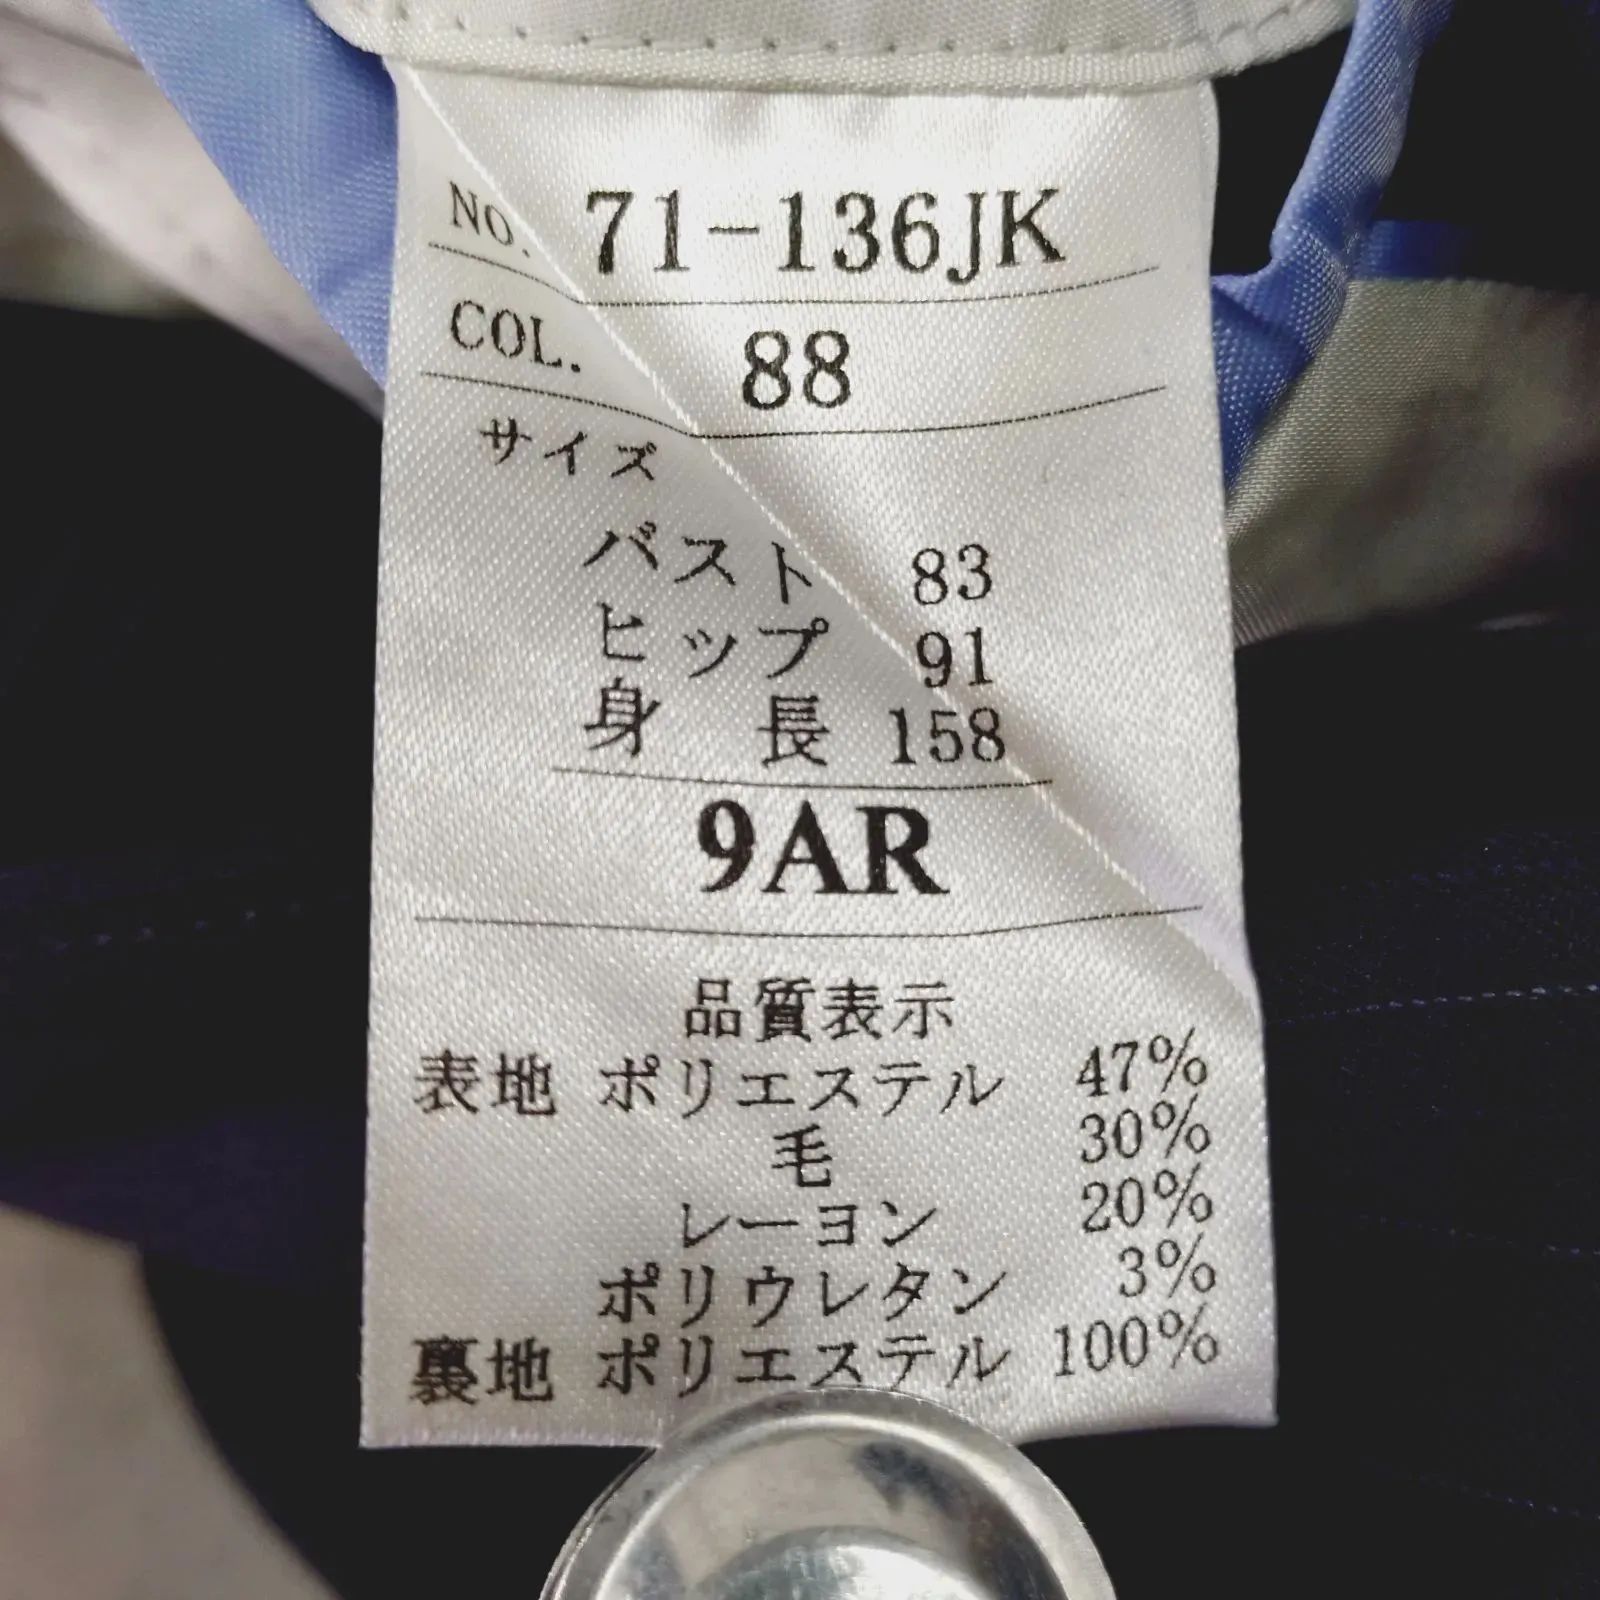 NO. 71-136JK
COL. 88
サイズ
バスト 83
ヒップ 91
身長 158
9AR
品質表示
表地 ポリエステル 47%
毛 30%
レーヨン 20%
ポリウレタン 3%
裏地 ポリエステル 100%